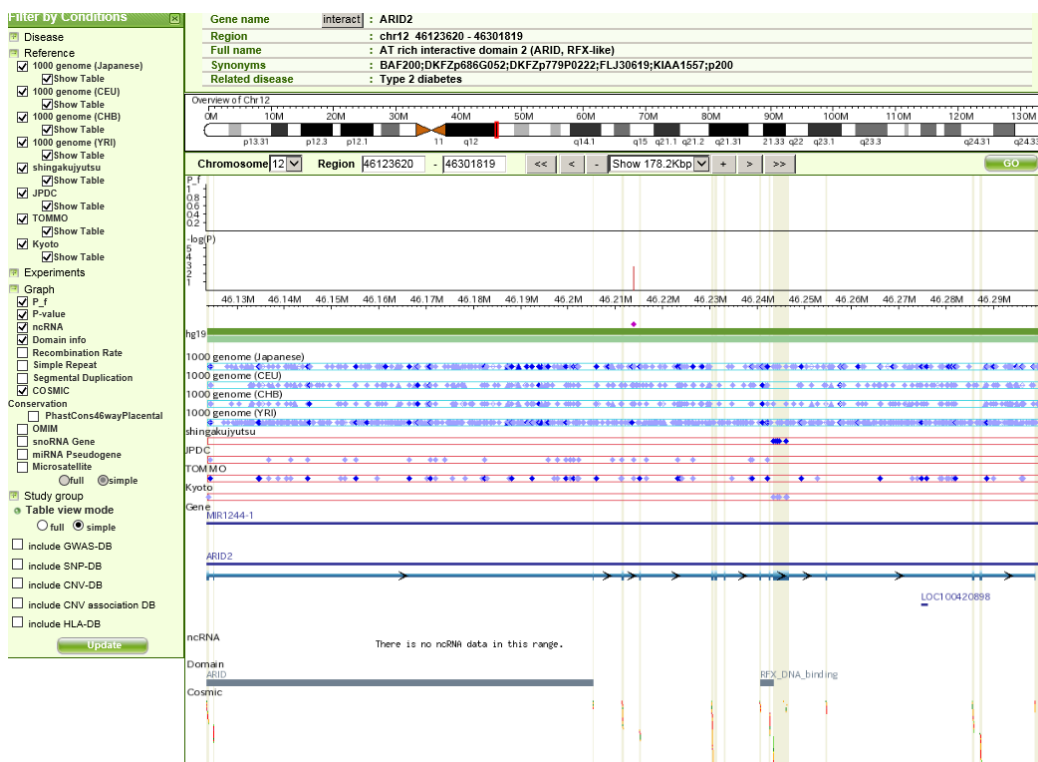 Filter by Conditions
Disease
Reference
1000 genome (Japanese)
Show Table
1000 genome (CEU)
Show Table
1000 genome (CHB)
Show Table
1000 genome (YRI)
Show Table
shingakujyutsu
Show Table
JPDC
Show Table
TOMMO
Show Table
Kyoto
Show Table
Experiments
Graph
P_f
P-value
ncRNA
Domain info
Recombination Rate
Simple Repeat
Segmental Duplication
COSMIC
Conservation
PhastCons46wayPlacental
OMIM
snoRNA Gene
miRNA Pseudogene
Microsatellite
full simple
Study group
Table view mode
full simple
include GWAS-DB
include SNP-DB
include CNV-DB
include CNV association DB
include HLA-DB
Update
Gene name interact : ARID2
Region : chr12 46123620 - 46301819
Full name : AT rich interactive domain 2 (ARID, RFX-like)
Synonyms : BAF200;DKFZp686G052;DKFZp779P0222;FLJ30619;KIAA1557;p200
Related disease : Type 2 diabetes
Overview of Chr12
0M 10M 20M 30M 40M 50M 60M 70M 80M 90M 100M 110M 120M 130M
p13.31 p12.3 p12.1 11 q12 q14.1 q15 q21.1 q21.2 q21.31 21.33 q22 q23.1 q23.3 q24.31 q24.33
Chromosome 12 Region 46123620 - 46301819 << < - Show 178.2Kbp + > >> GO
P_f
1
0.8
0.6
0.4
0.2
-log(P)
5
4
3
2
1
46.13M 46.14M 46.15M 46.16M 46.17M 46.18M 46.19M 46.2M 46.21M 46.22M 46.23M 46.24M 46.25M 46.26M 46.27M 46.28M 46.29M
hg19
1000 genome (Japanese)
1000 genome (CEU)
1000 genome (CHB)
1000 genome (YRI)
shingakujyutsu
JPDC
TOMMO
Kyoto
Gene
MIR1244-1
ARID2
LOC100420898
ncRNA
There is no ncRNA data in this range.
Domain
ARID RFX_DNA_binding
Cosmic